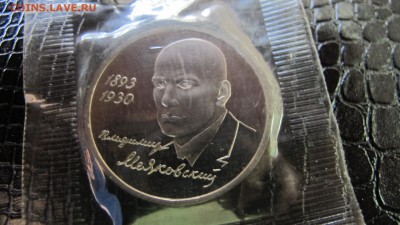 COINS.LAVE.RU
1893
1930
Владимир
Маяковский